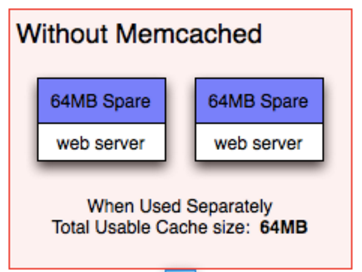 Without Memcached
64MB Spare
web server
64MB Spare
web server
When Used Separately
Total Usable Cache size: 64MB